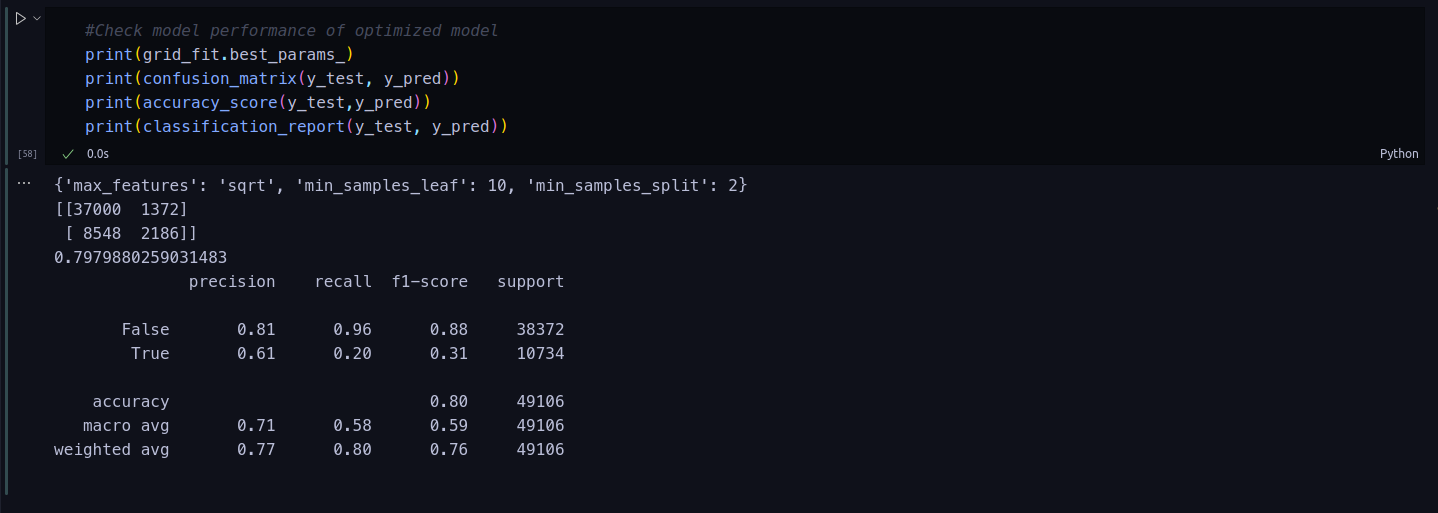 #Check model performance of optimized model
print(grid_fit.best_params_)
print(confusion_matrix(y_test, y_pred))
print(accuracy_score(y_test,y_pred))
print(classification_report(y_test, y_pred))
[58] 0.0s Python
... {'max_features': 'sqrt', 'min_samples_leaf': 10, 'min_samples_split': 2}
[[37000  1372]
 [ 8548  2186]]
0.7979880259031483
              precision    recall  f1-score   support
       False       0.81      0.96      0.88     38372
        True       0.61      0.20      0.31     10734
    accuracy                           0.80     49106
   macro avg       0.71      0.58      0.59     49106
weighted avg       0.77      0.80      0.76     49106